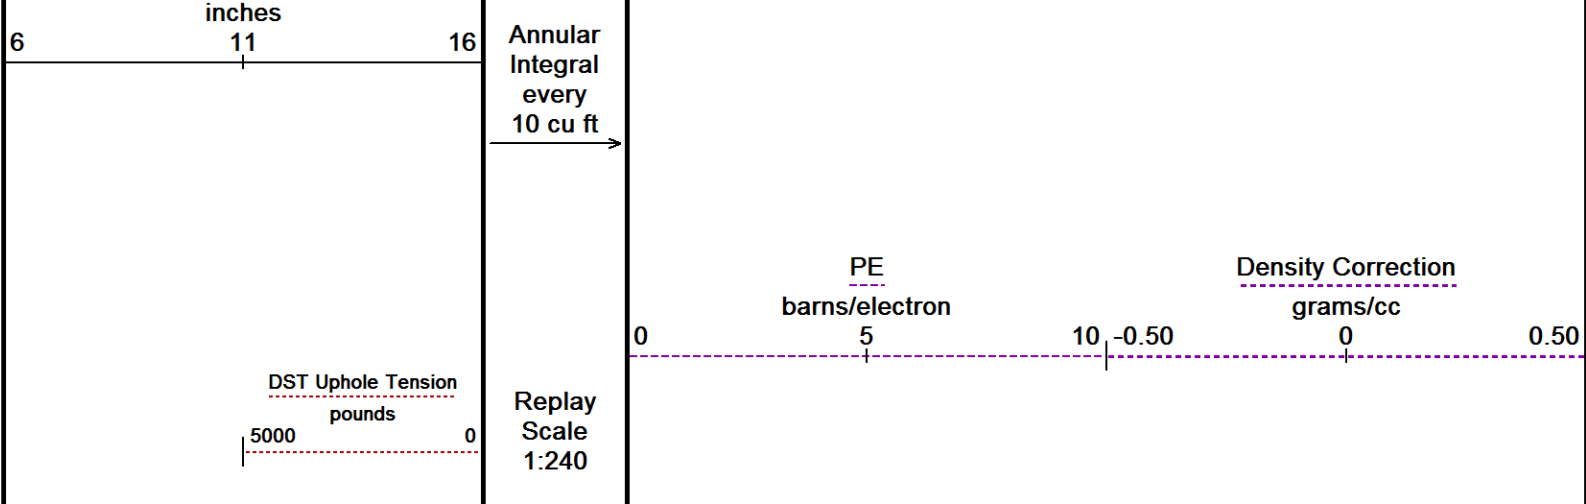 inches
6 11 16
Annular
Integral
every
10 cu ft
PE
barns/electron
0 5 10
Density Correction
grams/cc
-0.50 0 0.50
DST Uphole Tension
pounds
5000 0
Replay
Scale
1:240